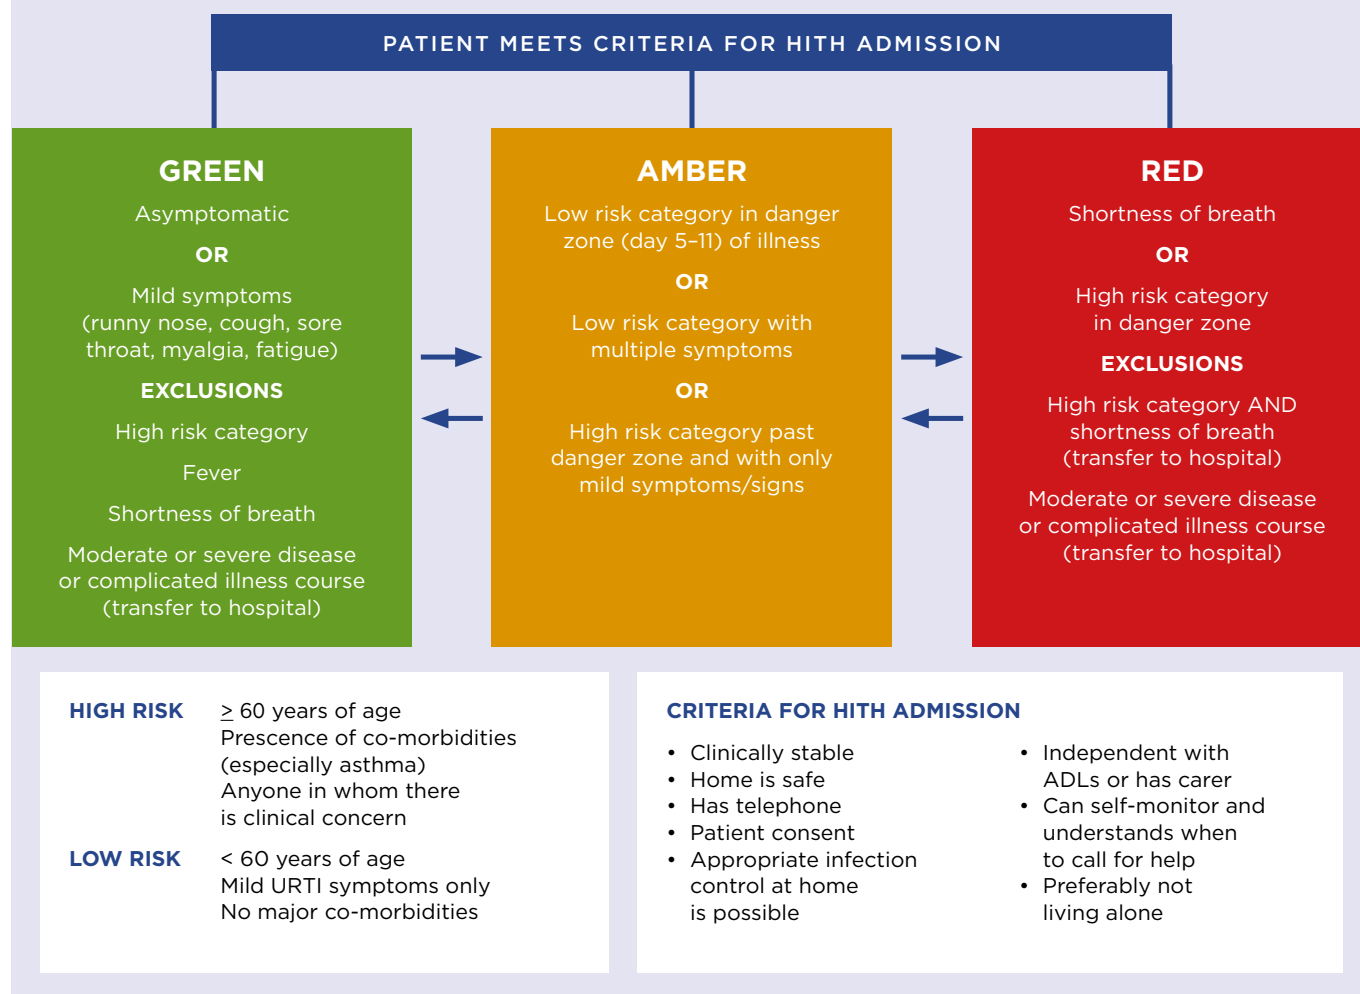 PATIENT MEETS CRITERIA FOR HITH ADMISSION
GREEN
Asymptomatic
OR
Mild symptoms
(runny nose, cough, sore
throat, myalgia, fatigue)
EXCLUSIONS
High risk category
Fever
Shortness of breath
Moderate or severe disease
or complicated illness course
(transfer to hospital)
AMBER
Low risk category in danger
zone (day 5–11) of illness
OR
Low risk category with
multiple symptoms
OR
High risk category past
danger zone and with only
mild symptoms/signs
RED
Shortness of breath
OR
High risk category
in danger zone
EXCLUSIONS
High risk category AND
shortness of breath
(transfer to hospital)
Moderate or severe disease
or complicated illness course
(transfer to hospital)
HIGH RISK ≥ 60 years of age
Prescence of co-morbidities
(especially asthma)
Anyone in whom there
is clinical concern
LOW RISK < 60 years of age
Mild URTI symptoms only
No major co-morbidities
CRITERIA FOR HITH ADMISSION
• Clinically stable
• Home is safe
• Has telephone
• Patient consent
• Appropriate infection
control at home
is possible
• Independent with
ADLs or has carer
• Can self-monitor and
understands when
to call for help
• Preferably not
living alone